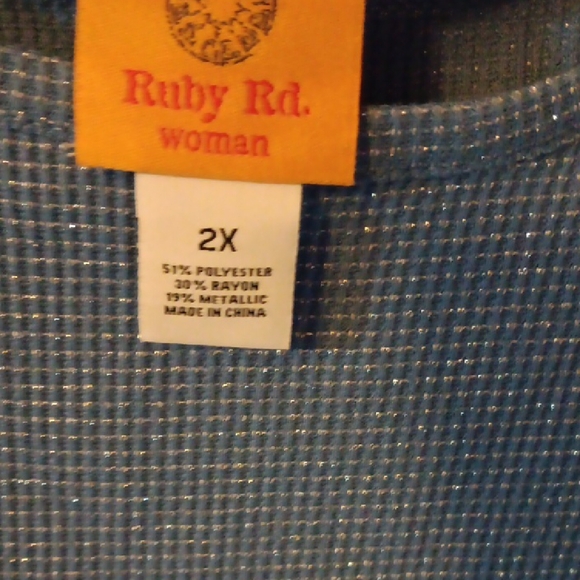 Ruby Rd.
woman
2X
51% POLYESTER
30% RAYON
19% METALLIC
MADE IN CHINA